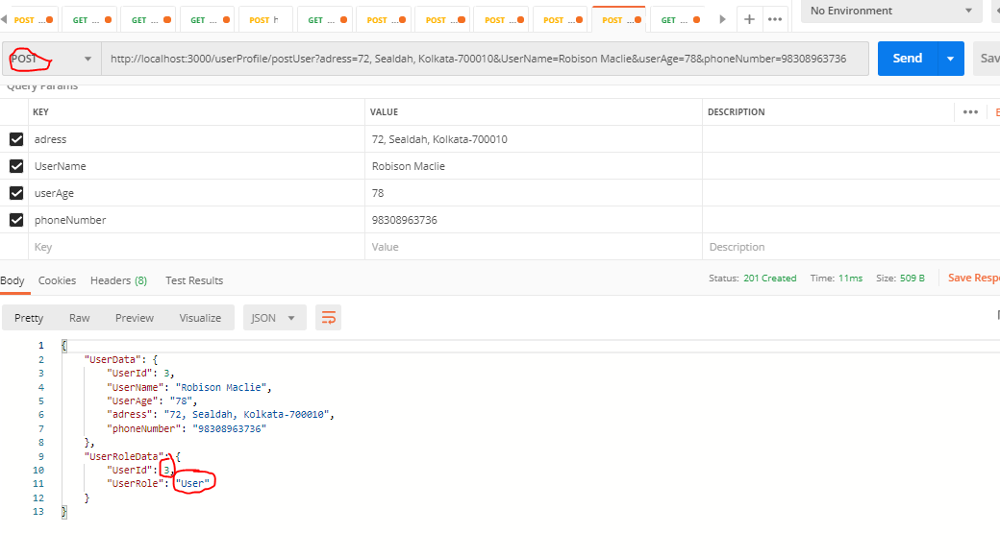 POST ... GET ... GET ... GET ... POST h GET ... POST ... POST ... POST ... POST ... POST ... GET ... + ••• No Environment
POST http://localhost:3000/userProfile/postUser?adress=72, Sealdah, Kolkata-700010&UserName=Robison Maclie&userAge=78&phoneNumber=98308963736 Send Sav
Query Params
KEY VALUE DESCRIPTION •••
adress 72, Sealdah, Kolkata-700010
UserName Robison Maclie
userAge 78
phoneNumber 98308963736
Key Value Description
Body Cookies Headers (8) Test Results Status: 201 Created Time: 11ms Size: 509 B Save Resp
Pretty Raw Preview Visualize JSON
1 {
2 "UserData": {
3 "UserId": 3,
4 "UserName": "Robison Maclie",
5 "UserAge": "78",
6 "adress": "72, Sealdah, Kolkata-700010",
7 "phoneNumber": "98308963736"
8 },
9 "UserRoleData": {
10 "UserId": 3,
11 "UserRole": "User"
12 }
13 }